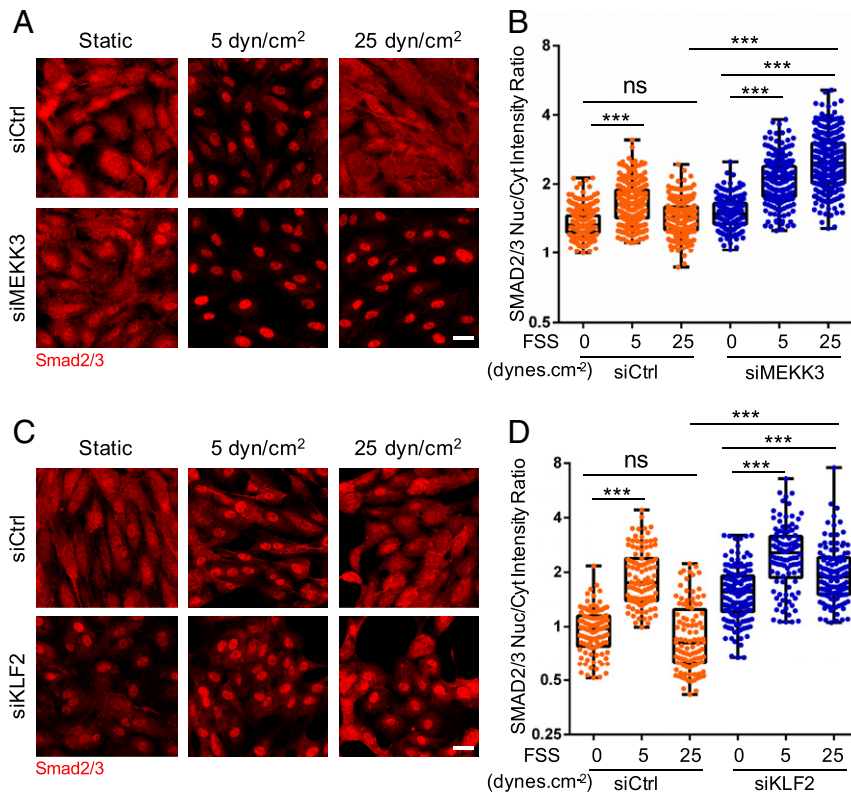 A
Static
5 dyn/cm2
25 dyn/cm2
siCtrl
siMEKK3
Smad2/3
B
SMAD2/3 Nuc/Cyt Intensity Ratio
8
4
2
1
0.5
***
***
***
ns
***
FSS
0 5 25 0 5 25
(dynes.cm-2)
siCtrl
siMEKK3
C
Static
5 dyn/cm2
25 dyn/cm2
siCtrl
siKLF2
Smad2/3
D
SMAD2/3 Nuc/Cyt Intensity Ratio
8
4
2
1
0.5
0.25
***
***
***
ns
***
FSS
0 5 25 0 5 25
(dynes.cm-2)
siCtrl
siKLF2